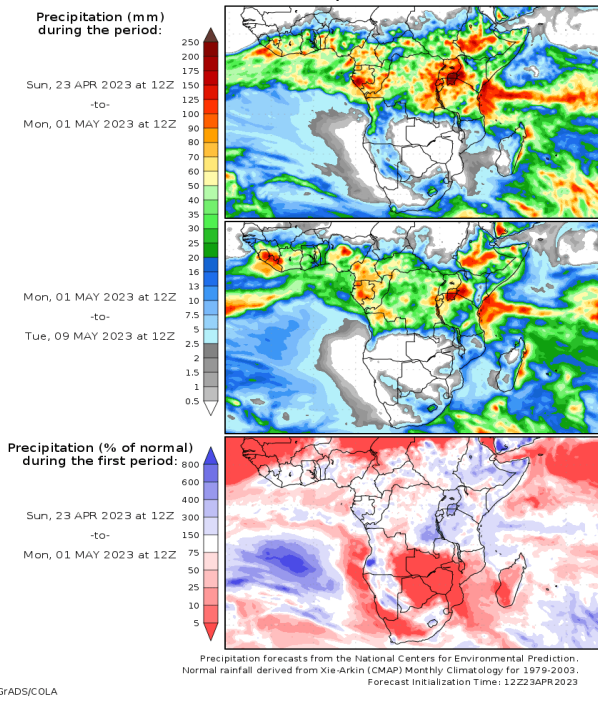 Precipitation (mm)
during the period:
250
200
175
150
125
100
90
80
70
60
50
45
40
35
30
25
20
16
13
10
7.5
5
2.5
2
1.5
1
0.5
Sun, 23 APR 2023 at 12Z
-to-
Mon, 01 MAY 2023 at 12Z
Mon, 01 MAY 2023 at 12Z
-to-
Tue, 09 MAY 2023 at 12Z
Precipitation (% of normal)
during the first period:
800
600
400
300
150
75
50
25
10
5
Sun, 23 APR 2023 at 12Z
-to-
Mon, 01 MAY 2023 at 12Z
Precipitation forecasts from the National Centers for Environmental Prediction.
Normal rainfall derived from Xie-Arkin (CMAP) Monthly Climatology for 1979-2003.
Forecast Initialization Time: 12Z23APR2023
GrADS/COLA